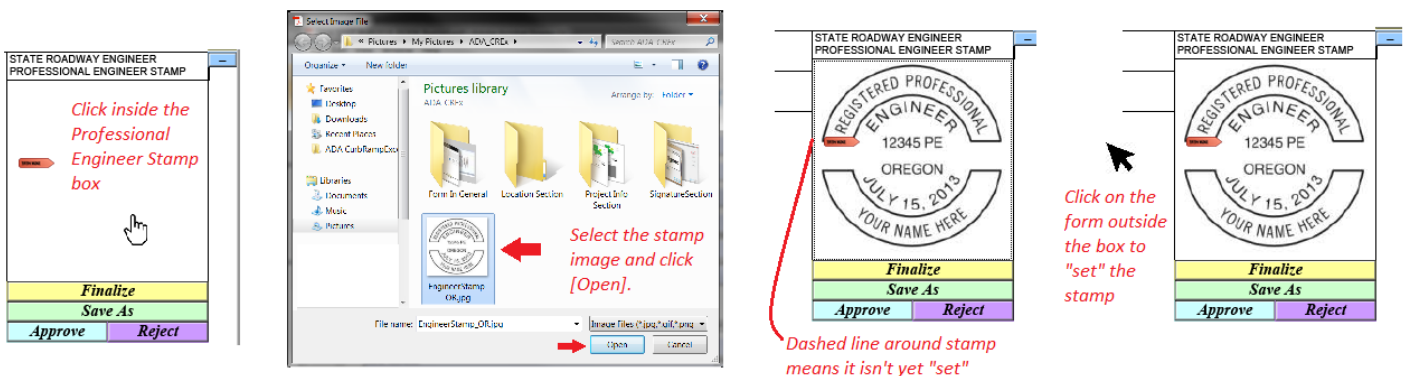 STATE ROADWAY ENGINEER
PROFESSIONAL ENGINEER STAMP
Click inside the
Professional
Engineer Stamp
box
Finalize
Save As
Approve
Reject
Select Image File
« Pictures ▸ My Pictures ▸ ADA_CREx ▸
Search ADA_CREx
Organize
New folder
Favorites
Desktop
Downloads
Recent Places
Libraries
Documents
Music
Pictures
Pictures library
ADA_CREx
Arrange by: Folder
Form In General
Location Section
Project Info
Section
SignatureSection
EngineerStamp_
OR.jpg
Select the stamp
image and click
[Open].
File name:
EngineerStamp_OR.jpg
Open
Cancel
STATE ROADWAY ENGINEER
PROFESSIONAL ENGINEER STAMP
REGISTERED PROFESSIONAL
ENGINEER
12345 PE
OREGON
JULY 15, 2013
YOUR NAME HERE
Finalize
Save As
Approve
Reject
Dashed line around stamp
means it isn't yet "set"
Click on the
form outside
the box to
"set" the
stamp
STATE ROADWAY ENGINEER
PROFESSIONAL ENGINEER STAMP
REGISTERED PROFESSIONAL
ENGINEER
12345 PE
OREGON
JULY 15, 2013
YOUR NAME HERE
Finalize
Save As
Approve
Reject